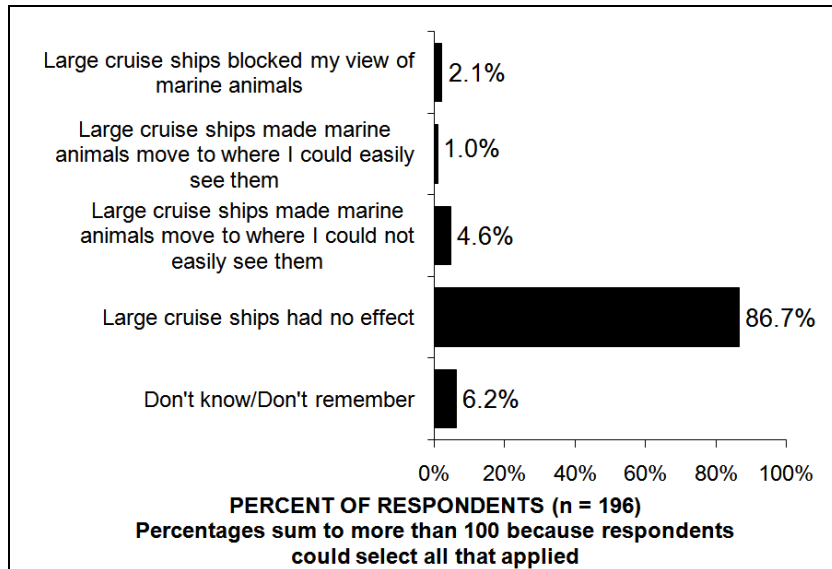 Large cruise ships blocked my view of
marine animals
2.1%
Large cruise ships made marine
animals move to where I could easily
see them
1.0%
Large cruise ships made marine
animals move to where I could not
easily see them
4.6%
Large cruise ships had no effect
86.7%
Don't know/Don't remember
6.2%
0% 20% 40% 60% 80% 100%
PERCENT OF RESPONDENTS (n = 196)
Percentages sum to more than 100 because respondents
could select all that applied